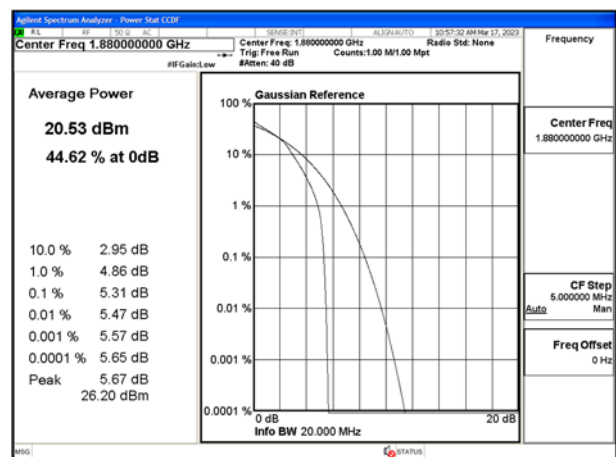 Agilent Spectrum Analyzer - Power Stat CCDF
RL RF 50 Ω AC SENSE:INT ALIGN AUTO 10:57:32 AM Mar 17, 2023
Center Freq 1.880000000 GHz
Center Freq: 1.880000000 GHz Radio Std: None
Trig: Free Run Counts:1.00 M/1.00 Mpt
#IFGain:Low #Atten: 40 dB
Frequency
Average Power
20.53 dBm
44.62 % at 0dB
10.0 % 2.95 dB
1.0 % 4.86 dB
0.1 % 5.31 dB
0.01 % 5.47 dB
0.001 % 5.57 dB
0.0001 % 5.65 dB
Peak 5.67 dB
26.20 dBm
Gaussian Reference
100 %
10 %
1 %
0.1 %
0.01 %
0.001 %
0.0001 %
0 dB 20 dB
Info BW 20.000 MHz
Center Freq
1.880000000 GHz
CF Step
5.000000 MHz
Auto Man
Freq Offset
0 Hz
MSG STATUS